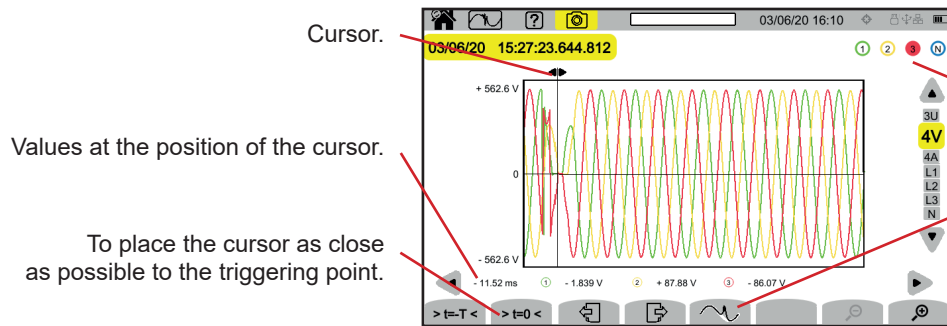 03/06/20 16:10
Cursor.
03/06/20 15:27:23.644.812
1 2 3 N
+ 562.6 V
3U
4V
Values at the position of the cursor.
4A
L1
0
L2
L3
N
To place the cursor as close
as possible to the triggering point.
- 562.6 V
- 11.52 ms 1 - 1.839 V 2 + 87.88 V 3 - 86.07 V
> t=-T < > t=0 <